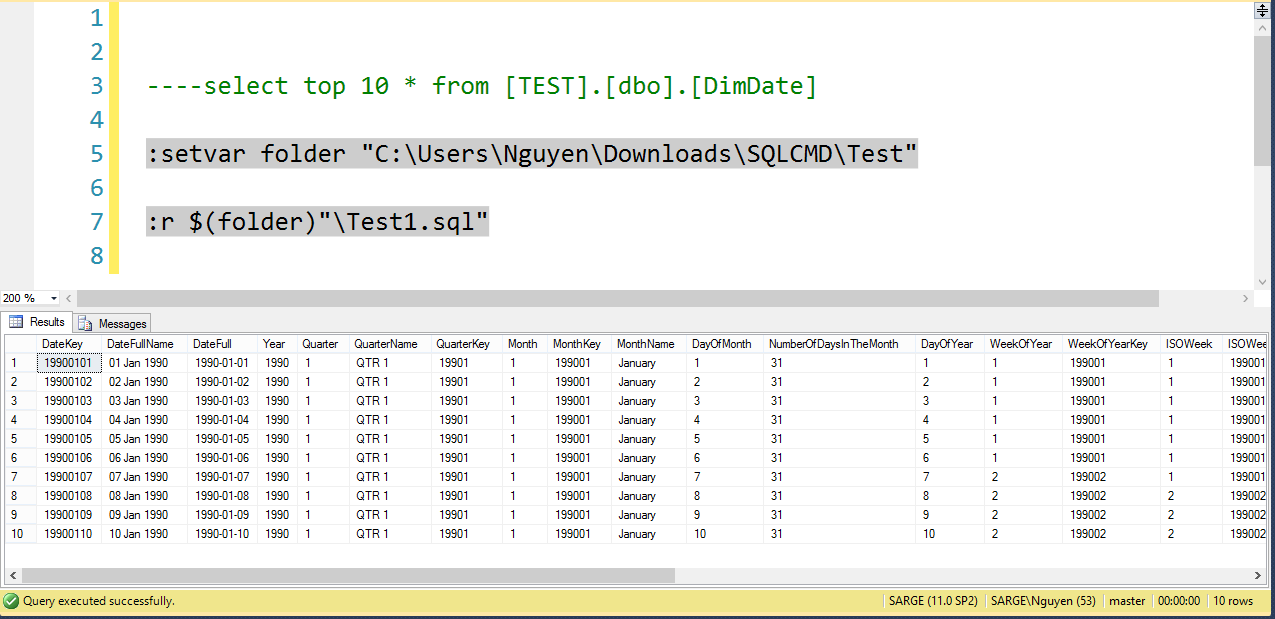 1
2
3 ----select top 10 * from [TEST].[dbo].[DimDate]
4
5 :setvar folder "C:\Users\Nguyen\Downloads\SQLCMD\Test"
6
7 :r $(folder)"\Test1.sql"
8
200 %
Results Messages
DateKey DateFullName DateFull Year Quarter QuarterName QuarterKey Month MonthKey MonthName DayOfMonth NumberOfDaysInTheMonth DayOfYear WeekOfYear WeekOfYearKey ISOWeek ISOWee
1 19900101 01 Jan 1990 1990-01-01 1990 1 QTR 1 19901 1 199001 January 1 31 1 1 199001 1 199001
2 19900102 02 Jan 1990 1990-01-02 1990 1 QTR 1 19901 1 199001 January 2 31 2 1 199001 1 199001
3 19900103 03 Jan 1990 1990-01-03 1990 1 QTR 1 19901 1 199001 January 3 31 3 1 199001 1 199001
4 19900104 04 Jan 1990 1990-01-04 1990 1 QTR 1 19901 1 199001 January 4 31 4 1 199001 1 199001
5 19900105 05 Jan 1990 1990-01-05 1990 1 QTR 1 19901 1 199001 January 5 31 5 1 199001 1 199001
6 19900106 06 Jan 1990 1990-01-06 1990 1 QTR 1 19901 1 199001 January 6 31 6 1 199001 1 199001
7 19900107 07 Jan 1990 1990-01-07 1990 1 QTR 1 19901 1 199001 January 7 31 7 2 199002 1 199001
8 19900108 08 Jan 1990 1990-01-08 1990 1 QTR 1 19901 1 199001 January 8 31 8 2 199002 2 199002
9 19900109 09 Jan 1990 1990-01-09 1990 1 QTR 1 19901 1 199001 January 9 31 9 2 199002 2 199002
10 19900110 10 Jan 1990 1990-01-10 1990 1 QTR 1 19901 1 199001 January 10 31 10 2 199002 2 199002
Query executed successfully. SARGE (11.0 SP2) SARGE\Nguyen (53) master 00:00:00 10 rows